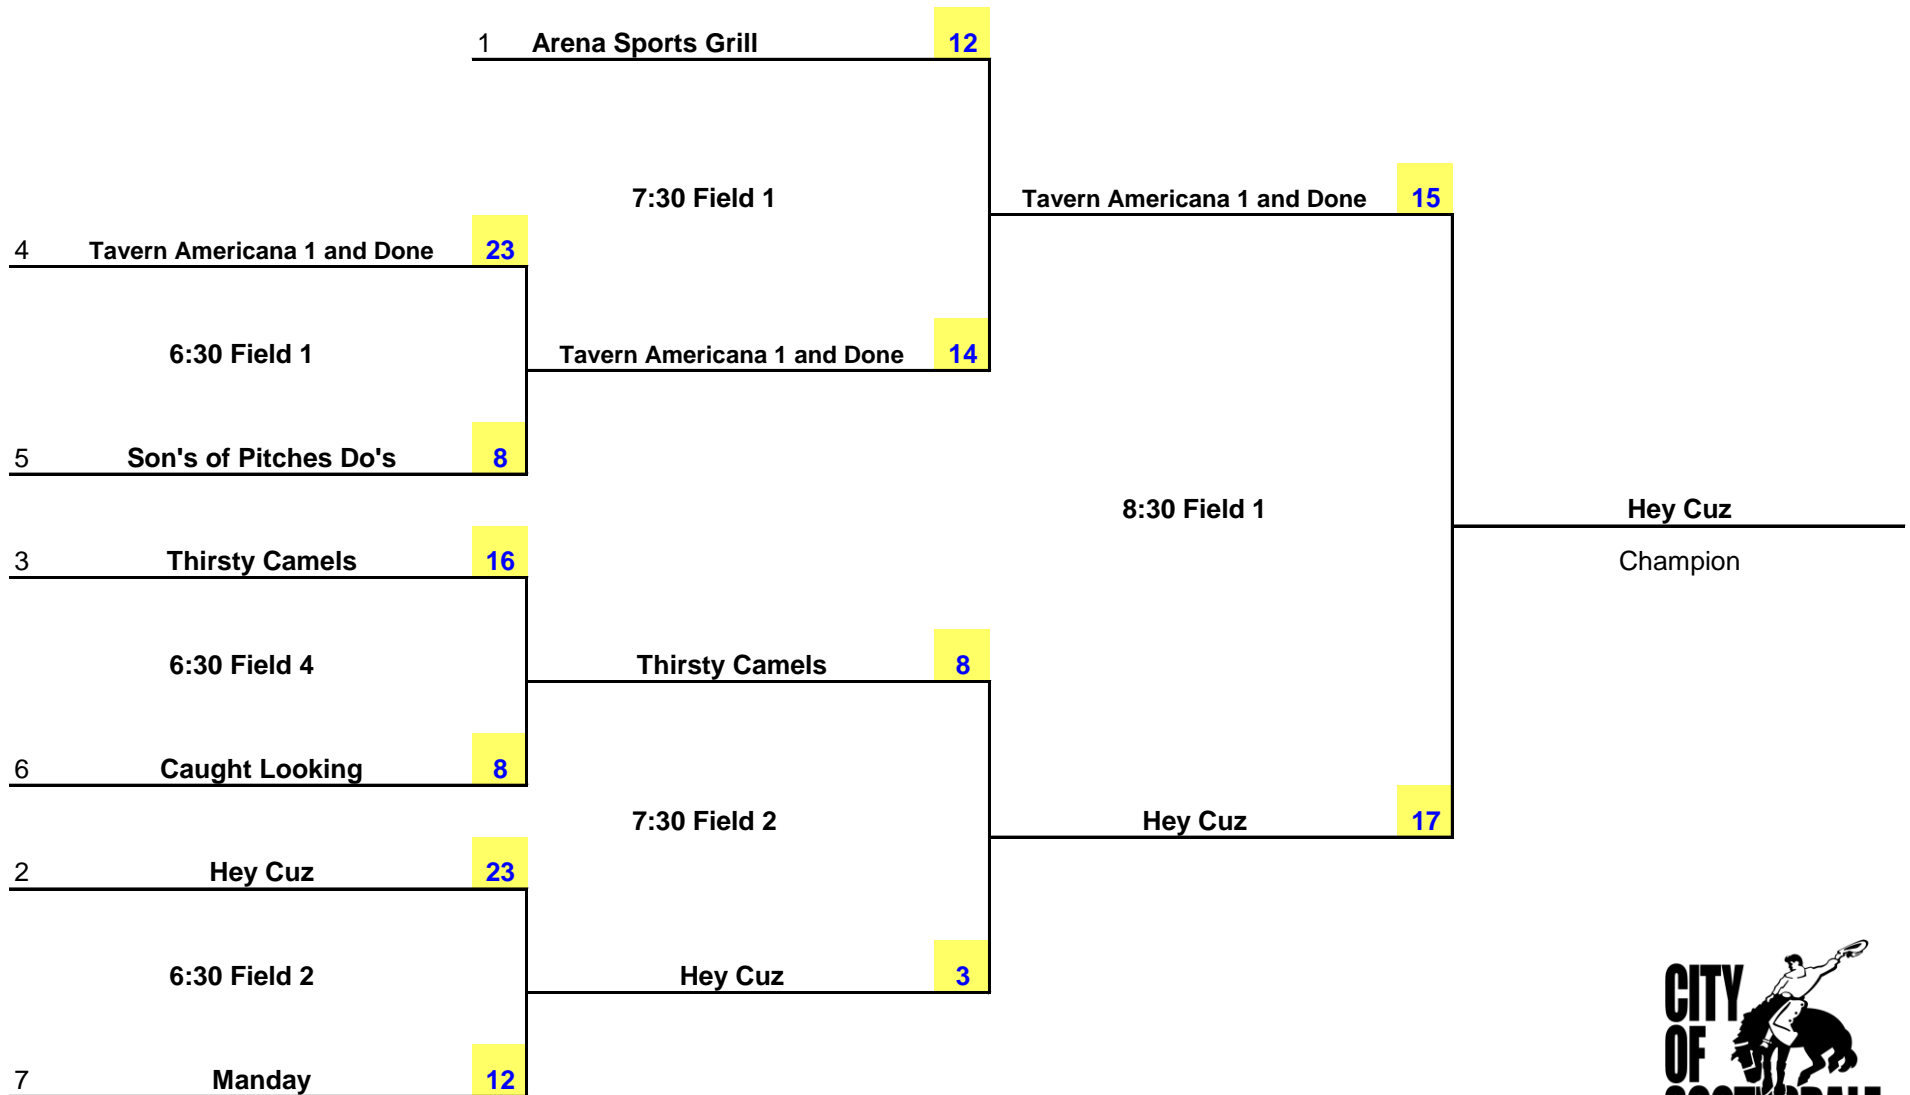 1 Arena Sports Grill 12
7:30 Field 1
Tavern Americana 1 and Done 15
4 Tavern Americana 1 and Done 23
6:30 Field 1
Tavern Americana 1 and Done 14
5 Son's of Pitches Do's 8
8:30 Field 1
Hey Cuz
3 Thirsty Camels 16
Champion
6:30 Field 4
Thirsty Camels 8
6 Caught Looking 8
7:30 Field 2
Hey Cuz 17
2 Hey Cuz 23
6:30 Field 2
Hey Cuz 3
7 Manday 12
CITY
OF